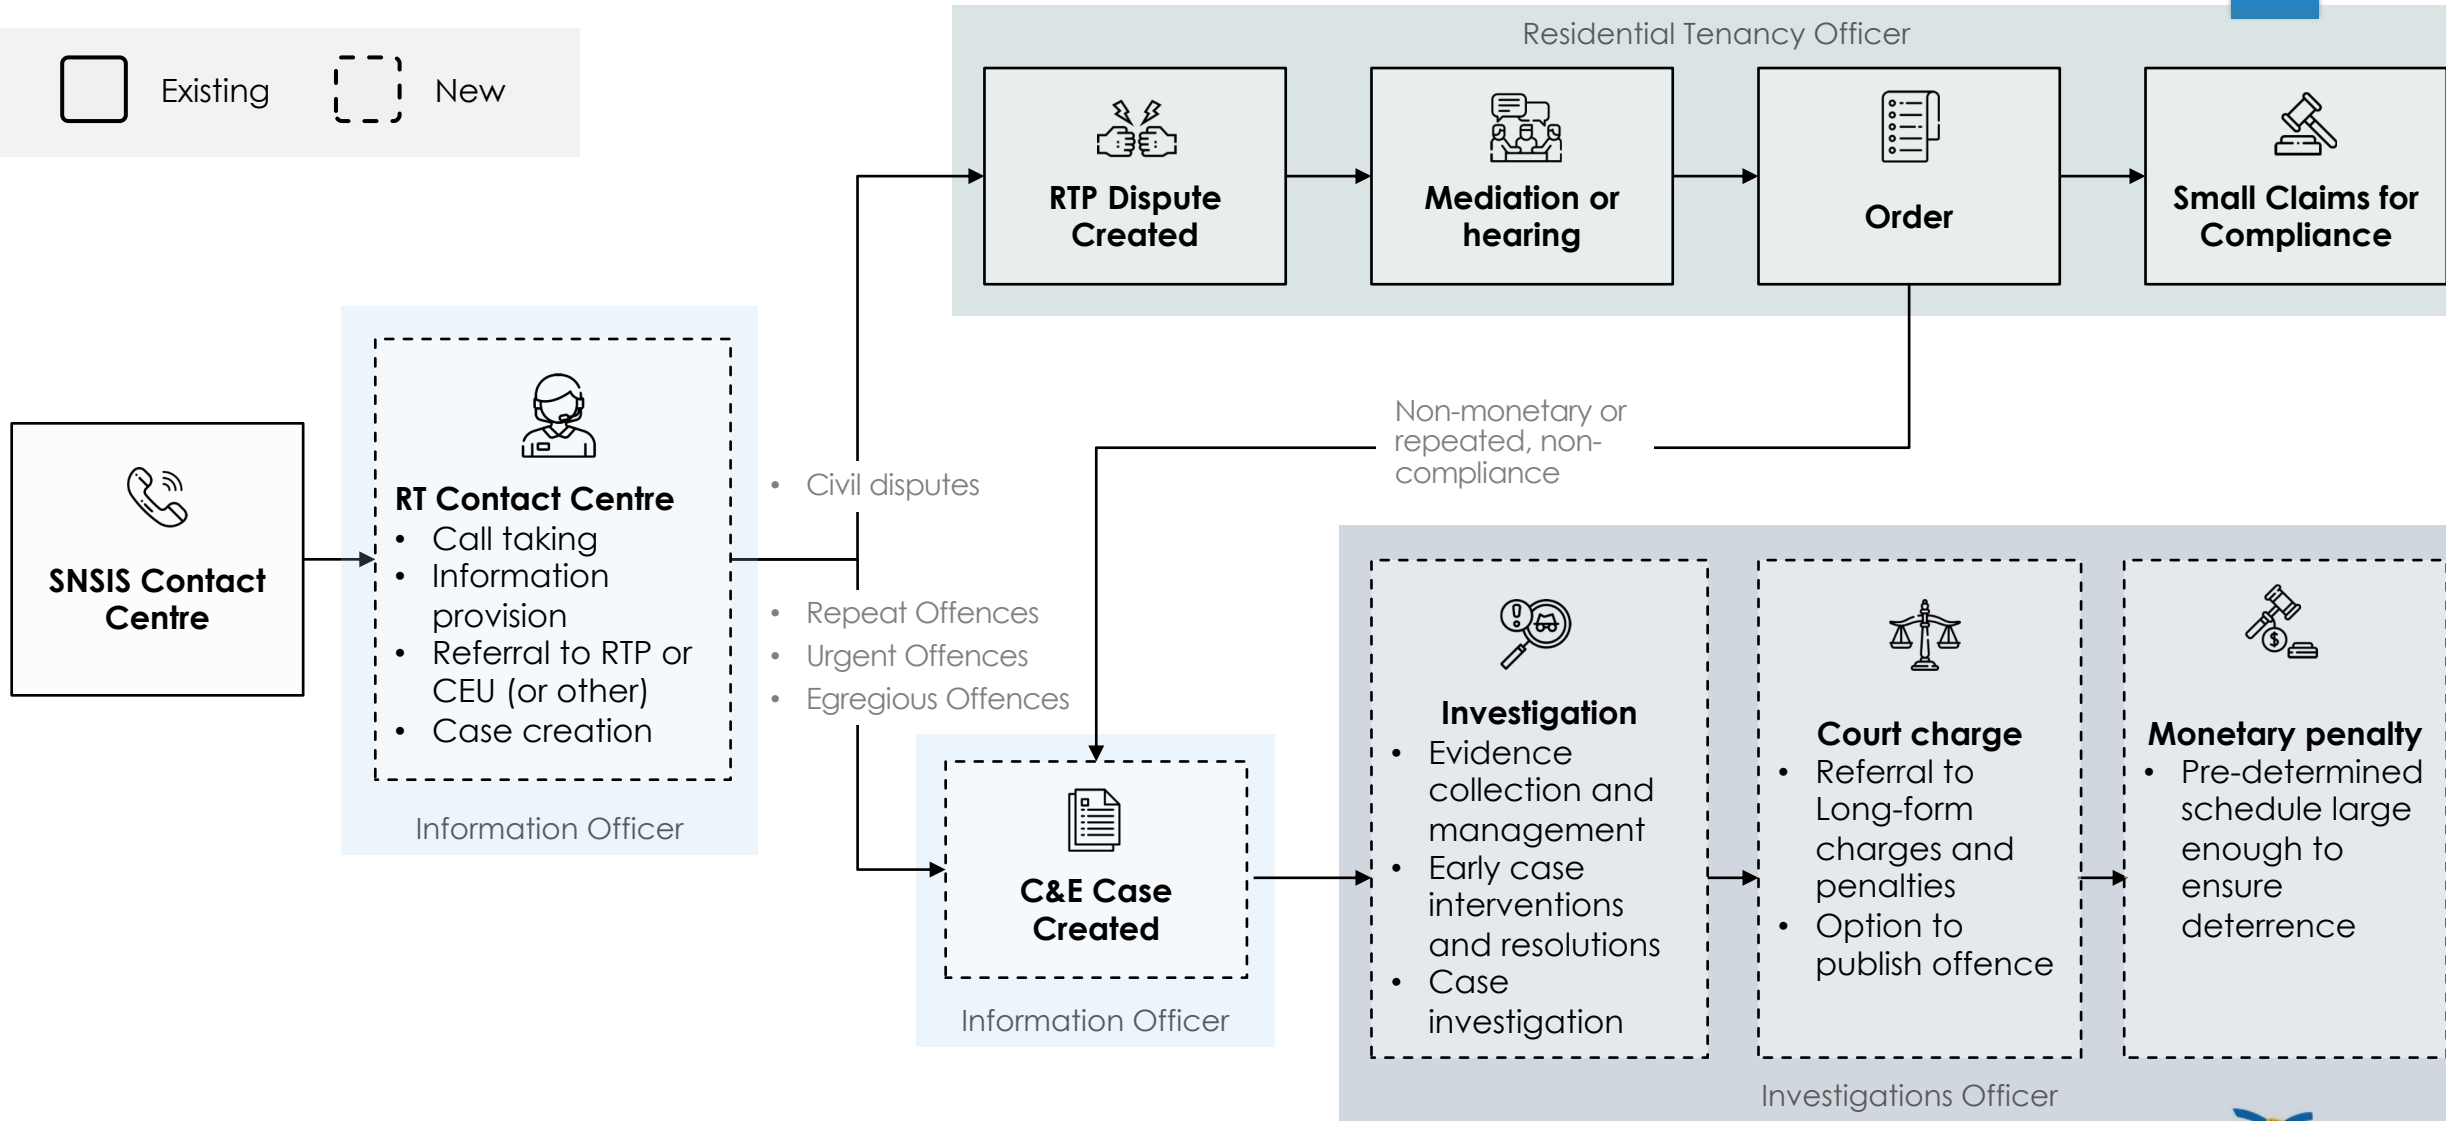 Existing
New
Residential Tenancy Officer
RTP Dispute
Created
Mediation or
hearing
Order
Small Claims for
Compliance
SNSIS Contact
Centre
RT Contact Centre
• Call taking
• Information
provision
• Referral to RTP or
CEU (or other)
• Case creation
Information Officer
• Civil disputes
• Repeat Offences
• Urgent Offences
• Egregious Offences
Non-monetary or
repeated, non-
compliance
C&E Case
Created
Information Officer
Investigation
• Evidence
collection and
management
• Early case
interventions
and resolutions
• Case
investigation
Court charge
• Referral to
Long-form
charges and
penalties
• Option to
publish offence
Monetary penalty
• Pre-determined
schedule large
enough to
ensure
deterrence
Investigations Officer